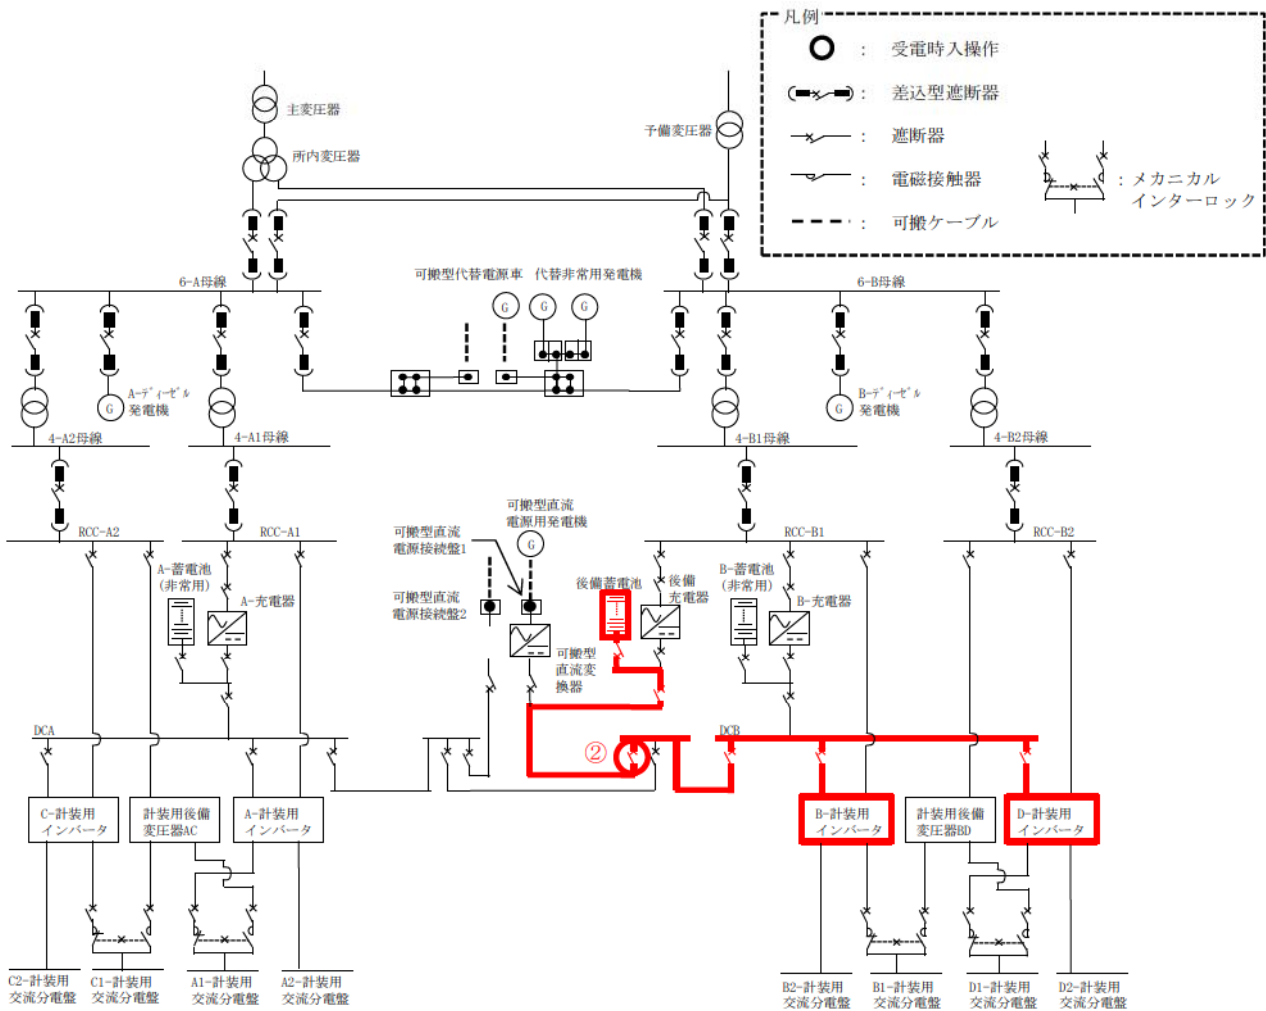 凡例
： 受電時入操作
： 差込型遮断器
： 遮断器
： 電磁接触器
： 可搬ケーブル
：メカニカル
インターロック
主変圧器
所内変圧器
予備変圧器
6-A母線
可搬型代替電源車
代替非常用発電機
6-B母線
G
G
G
A-ディーゼル
発電機
G
B-ディーゼル
発電機
G
4-A2母線
4-A1母線
4-B1母線
4-B2母線
RCC-A2
RCC-A1
RCC-B1
RCC-B2
可搬型直流
電源用発電機
G
可搬型直流
電源接続盤1
可搬型直流
電源接続盤2
A-蓄電池
(非常用)
A-充電器
後備蓄電池
後備
充電器
B-蓄電池
(非常用)
B-充電器
可搬型
直流変
換器
DCA
②
DCB
C-計装用
インバータ
計装用後備
変圧器AC
A-計装用
インバータ
B-計装用
インバータ
計装用後備
変圧器BD
D-計装用
インバータ
C2-計装用
交流分電盤
C1-計装用
交流分電盤
A1-計装用
交流分電盤
A2-計装用
交流分電盤
B2-計装用
交流分電盤
B1-計装用
交流分電盤
D1-計装用
交流分電盤
D2-計装用
交流分電盤